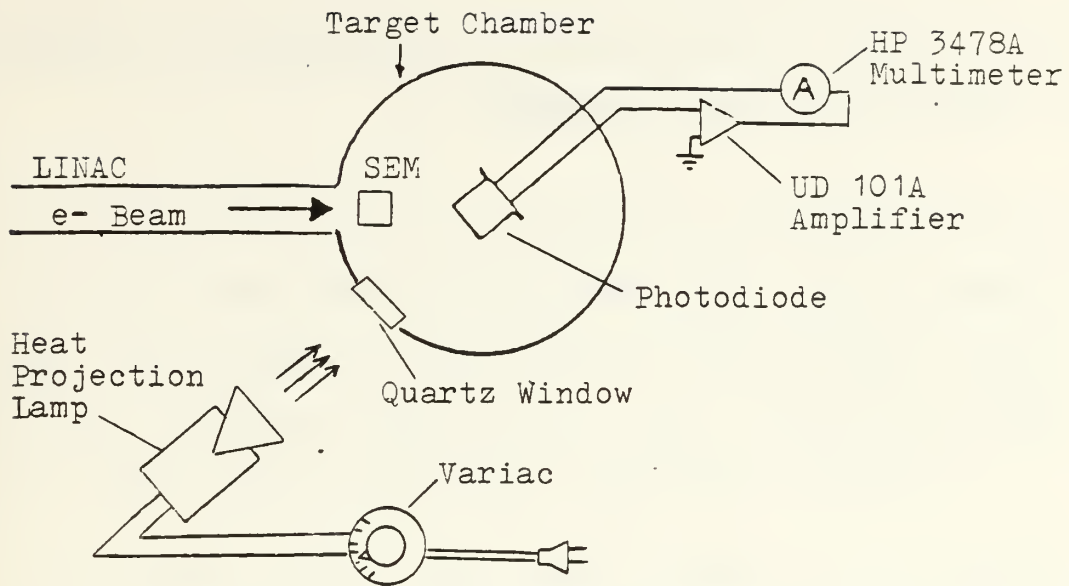 Target Chamber
HP 3478A
Multimeter
A
LINAC
SEM
e- Beam
UD 101A
Amplifier
Photodiode
Heat
Projection
Lamp
Quartz Window
Variac